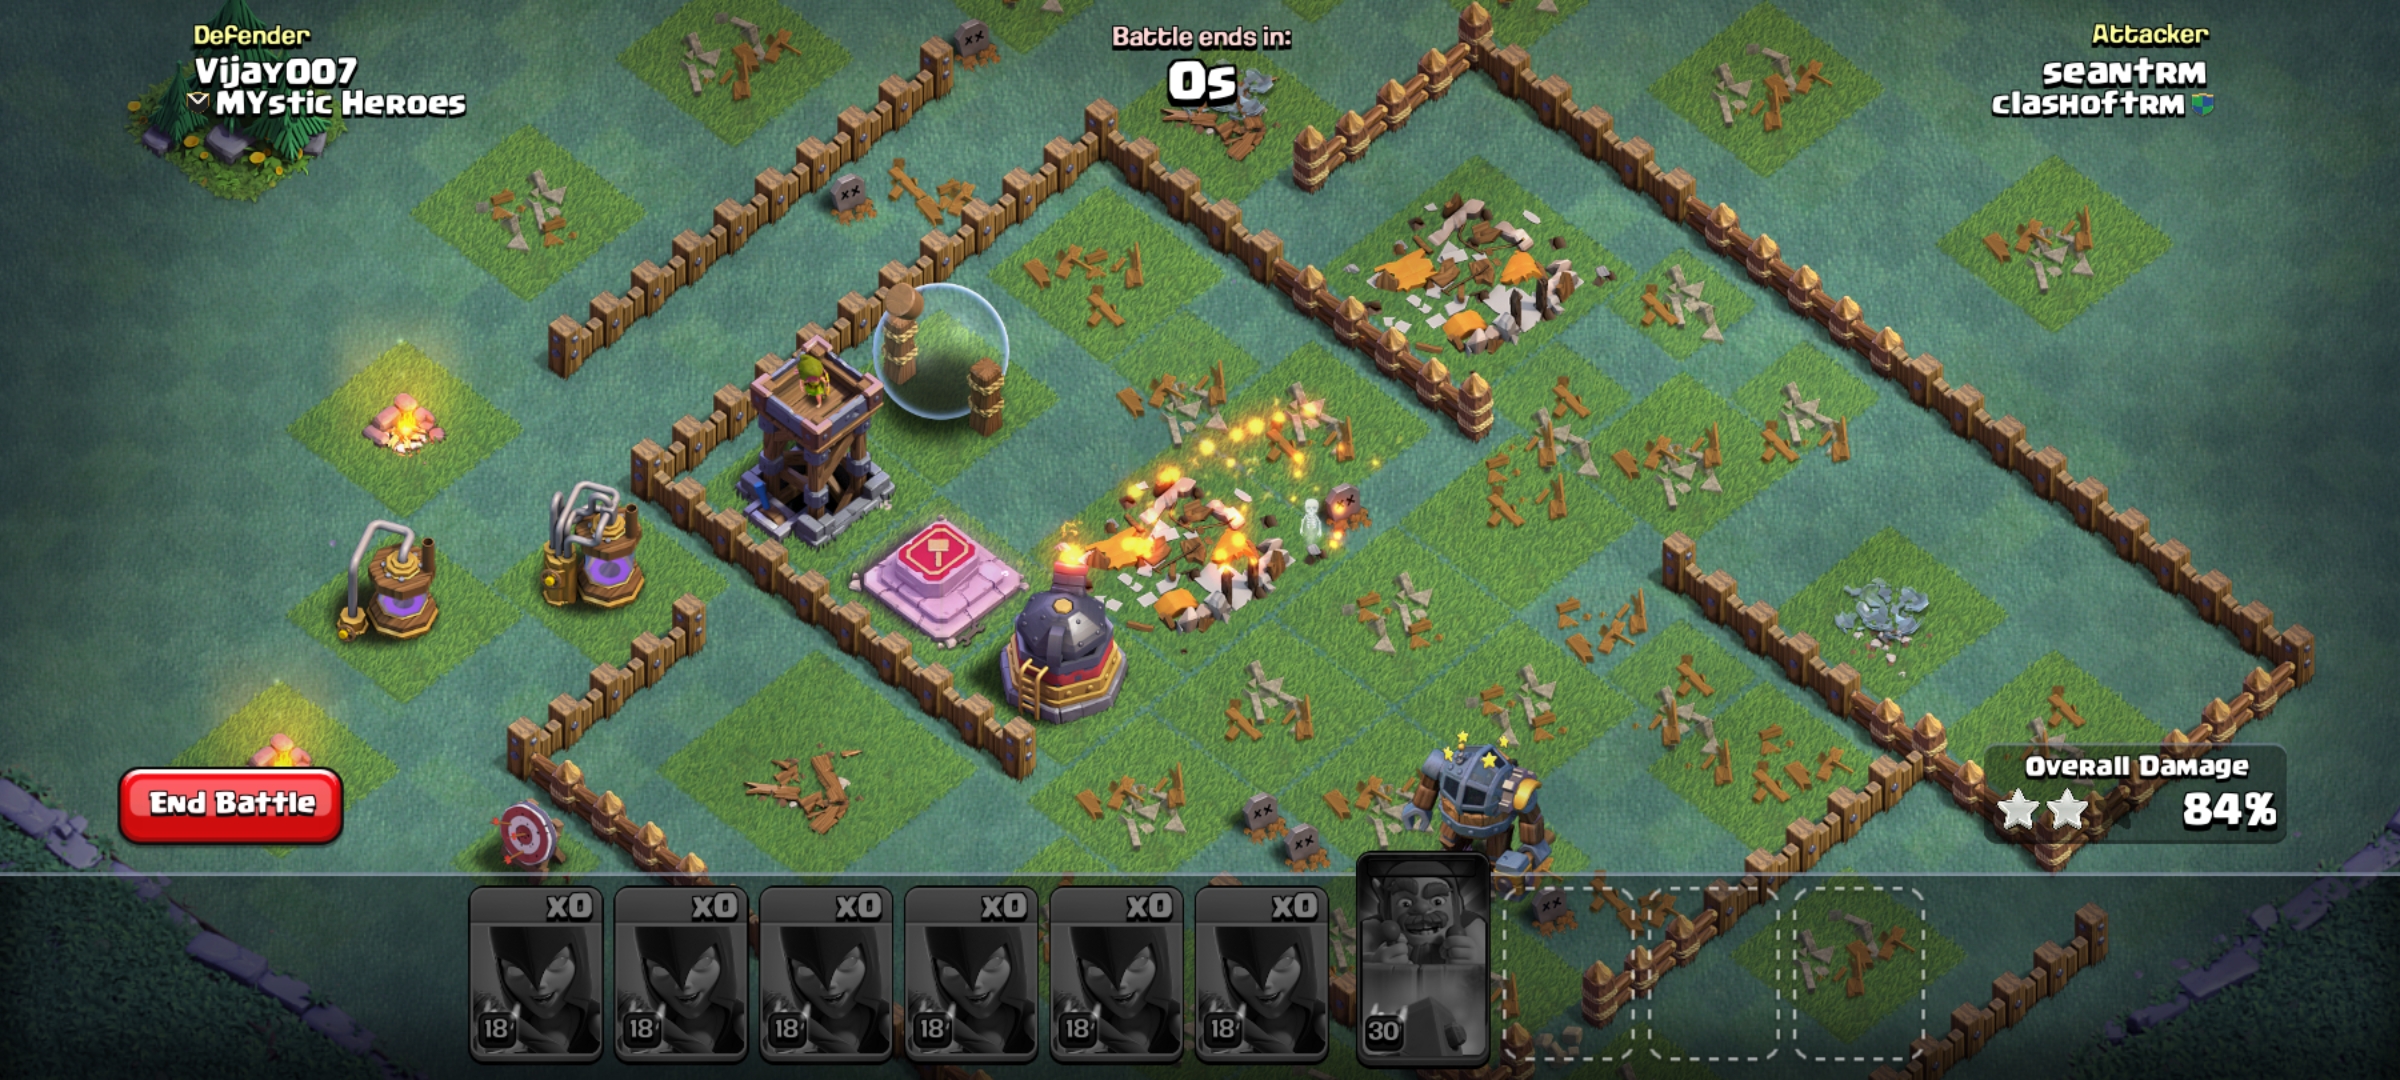 Defender
Vijay007
MYstic Heroes
Battle ends in:
0s
Attacker
seantRM
clashoftRM
End Battle
Overall Damage
84%
x0
x0
x0
x0
x0
x0
18
18
18
18
18
18
30